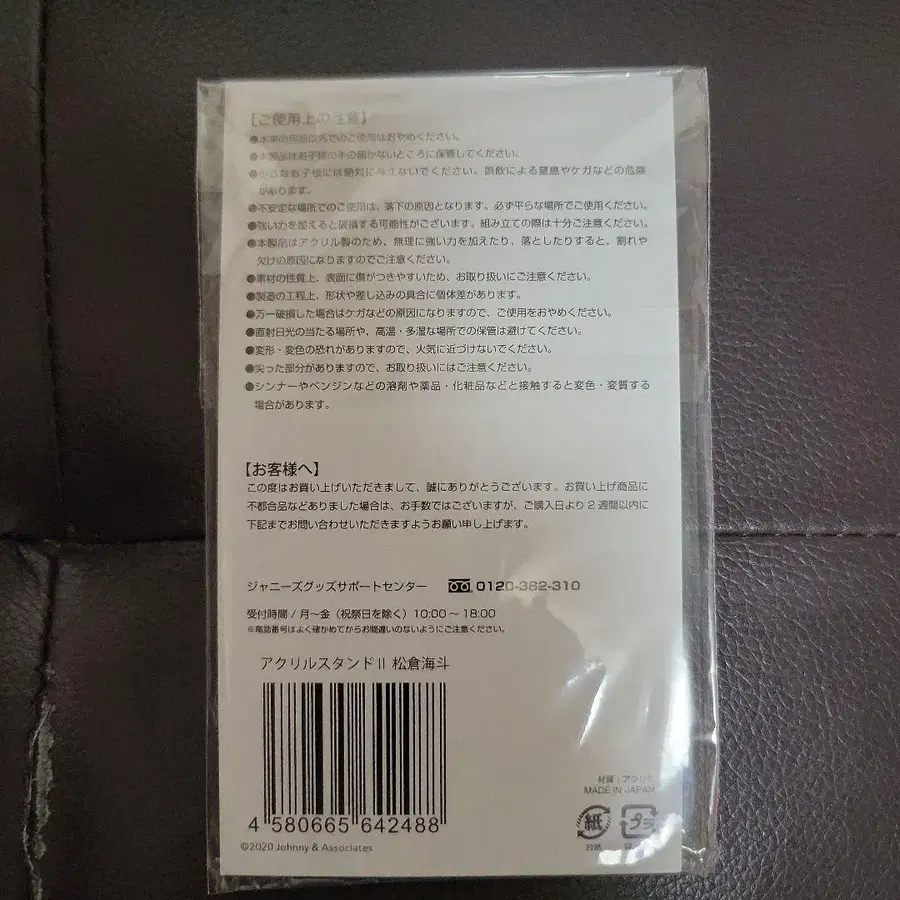 【ご使用上の注意】
●本来の用途以外でのご使用はおやめください。
●本製品はお子様の手の届かないところに保管してください。
●小さなお子様には絶対に与えないでください。誤飲による窒息やケガなどの危険
があります。
●不安定な場所でのご使用は、落下の原因となります。必ず平らな場所でご使用ください。
●強い力を加えると破損する可能性がございます。組み立ての際は十分ご注意ください。
●本製品はアクリル製のため、無理に強い力を加えたり、落としたりすると、割れや
欠けの原因になりますのでご注意ください。
●素材の性質上、表面に傷がつきやすいため、お取り扱いにご注意ください。
●製造の工程上、形状や差し込みの具合に個体差があります。
●万一破損した場合はケガなどの原因になりますので、ご使用をおやめください。
●直射日光の当たる場所や、高温・多湿な場所での保管は避けてください。
●変形・変色の恐れがありますので、火気に近づけないでください。
●尖った部分がありますので、お取り扱いにはご注意ください。
●シンナーやベンジンなどの溶剤や薬品・化粧品などと接触すると変色・変質する
場合があります。
【お客様へ】
この度はお買い上げいただきまして、誠にありがとうございます。お買い上げ商品に
不都合品などありました場合は、お手数ではございますが、ご購入日より2週間以内に
下記までお問い合わせいただきますようお願い申し上げます。
ジャニーズグッズサポートセンター 0120-382-310
受付時間 / 月～金（祝祭日を除く）10:00～18:00
※電話番号はよく確かめてからお間違いのないようにご注意ください。
アクリルスタンドⅡ 松倉海斗
4 580665 642488
©2020 Johnny & Associates
材質：アクリル
MADE IN JAPAN
紙 プラ
台紙 袋